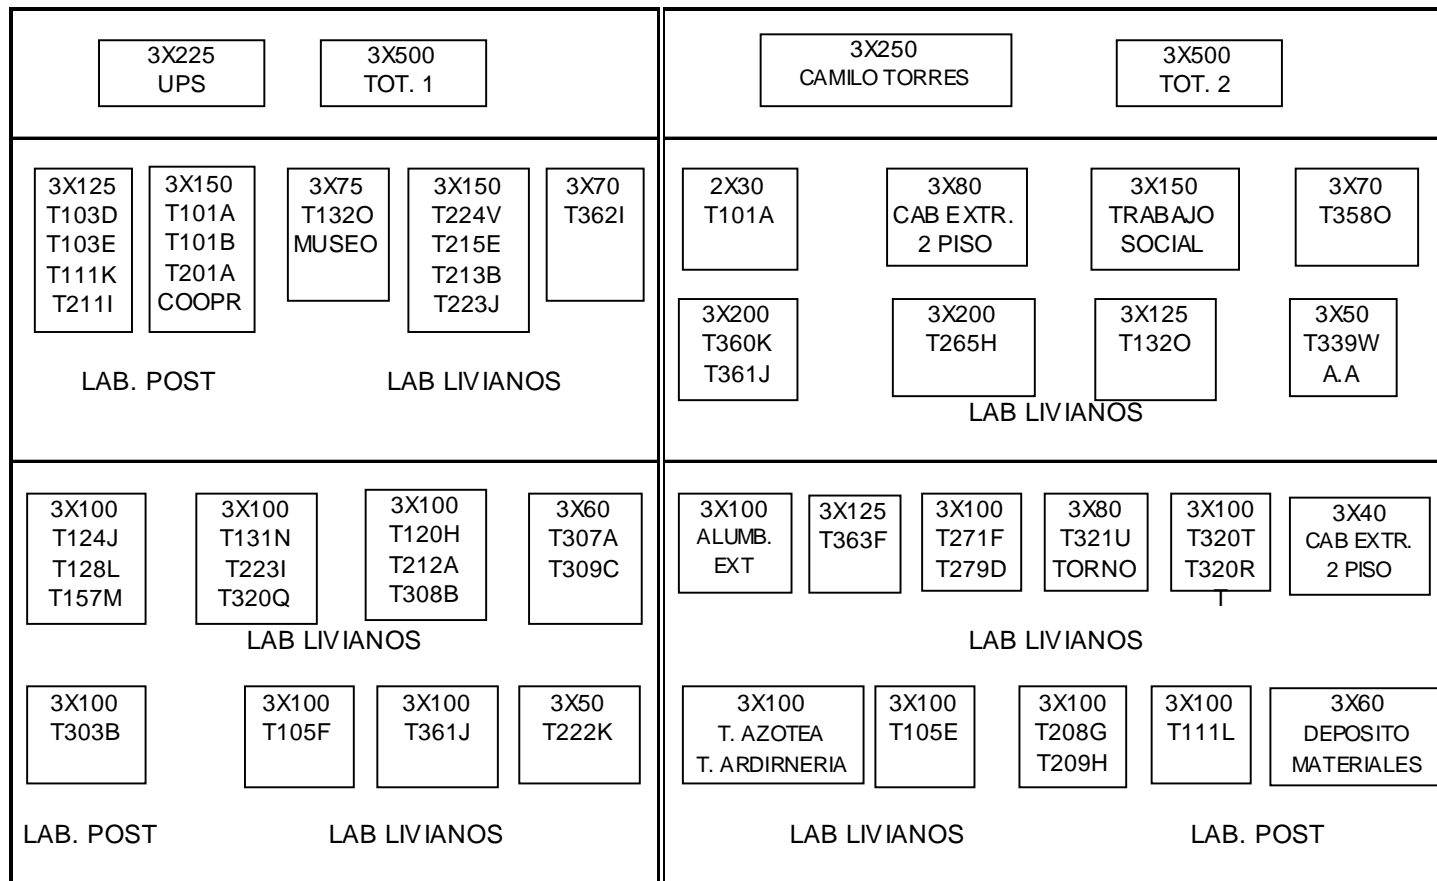 3X225
UPS
3X500
TOT. 1
3X250
CAMILO TORRES
3X500
TOT. 2
3X125
T103D
T103E
T111K
T211I
3X150
T101A
T101B
T201A
COOPR
3X75
T132O
MUSEO
3X150
T224V
T215E
T213B
T223J
3X70
T362I
LAB. POST
LAB LIVIANOS
2X30
T101A
3X80
CAB EXTR.
2 PISO
3X150
TRABAJO
SOCIAL
3X70
T358O
3X200
T360K
T361J
3X200
T265H
3X125
T132O
3X50
T339W
A.A
LAB LIVIANOS
3X100
T124J
T128L
T157M
3X100
T131N
T223I
T320Q
3X100
T120H
T212A
T308B
3X60
T307A
T309C
LAB LIVIANOS
3X100
T303B
3X100
T105F
3X100
T361J
3X50
T222K
LAB. POST
LAB LIVIANOS
3X100
ALUMB.
EXT
3X125
T363F
3X100
T271F
T279D
3X80
T321U
TORNO
3X100
T320T
T320R
T
3X40
CAB EXTR.
2 PISO
LAB LIVIANOS
3X100
T. AZOTEA
T. ARDIRNERIA
3X100
T105E
3X100
T208G
T209H
3X100
T111L
3X60
DEPOSITO
MATERIALES
LAB LIVIANOS
LAB. POST